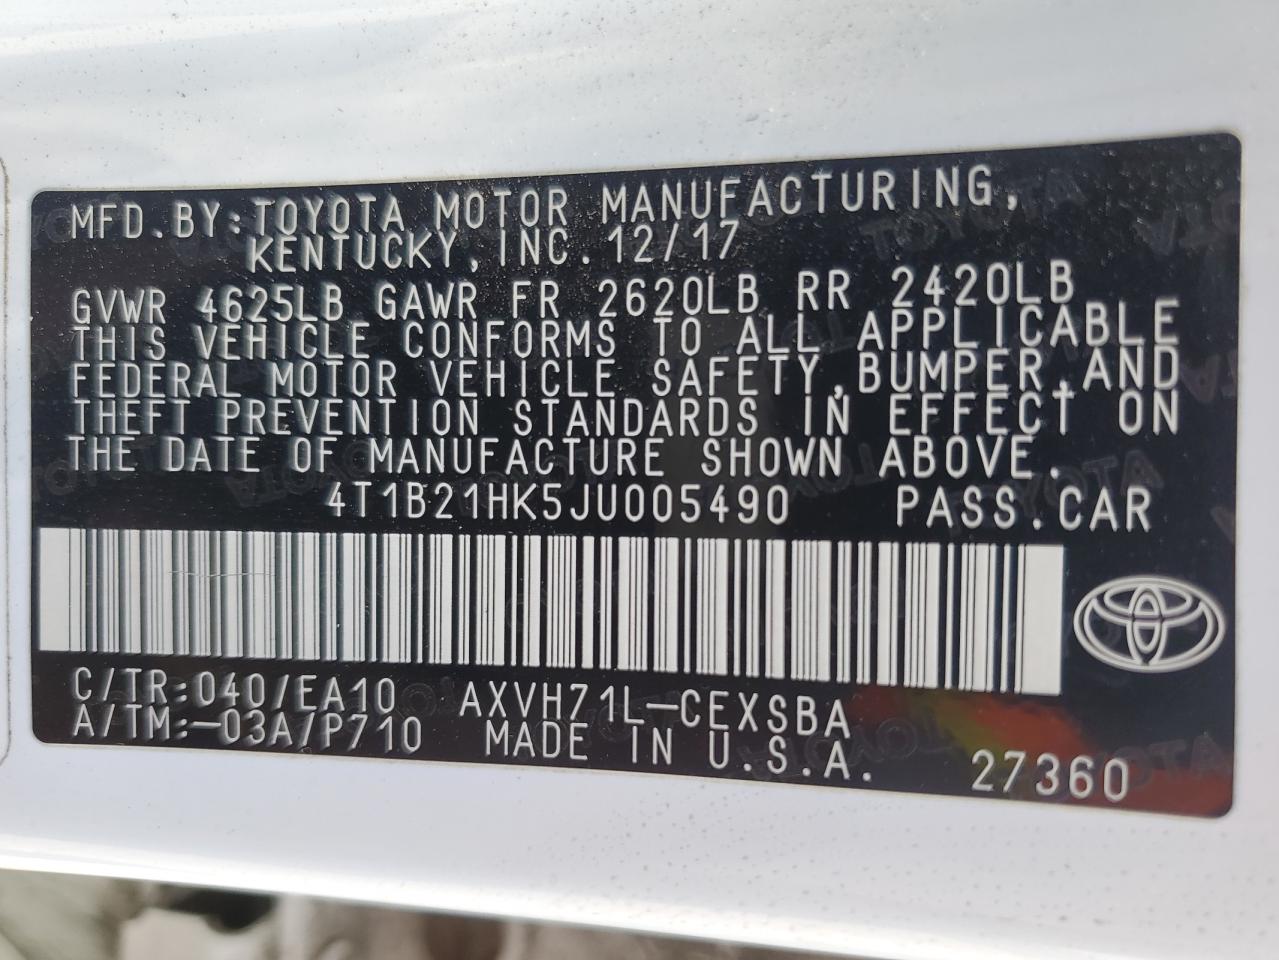 MFD.BY:TOYOTA MOTOR MANUFACTURING,
KENTUCKY,INC. 12/17
GVWR 4625LB GAWR FR 2620LB RR 2420LB
THIS VEHICLE CONFORMS TO ALL APPLICABLE
FEDERAL MOTOR VEHICLE SAFETY,BUMPER,AND
THEFT PREVENTION STANDARDS IN EFFECT ON
THE DATE OF MANUFACTURE SHOWN ABOVE.
4T1B21HK5JU005490 PASS.CAR
C/TR:040/EA10 AXVH71L-CEXSBA
A/TM:-03A/P710 MADE IN U.S.A. 27360